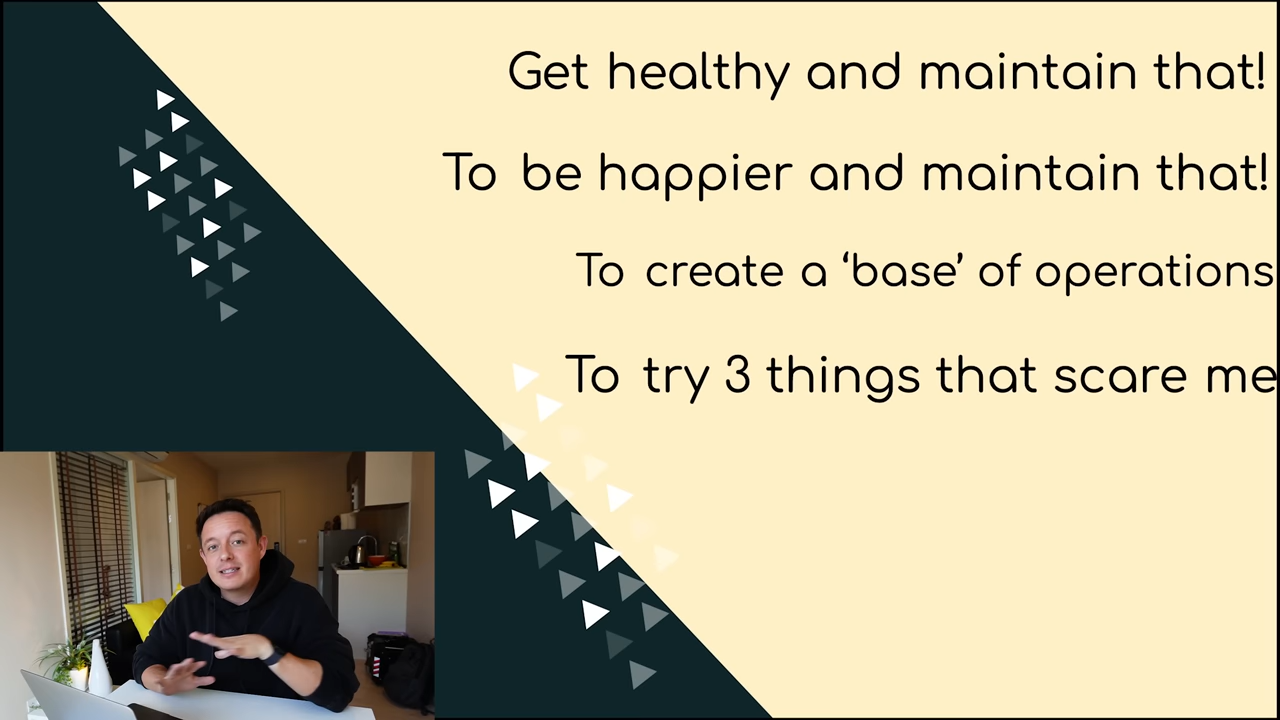 Get healthy and maintain that!
To be happier and maintain that!
To create a ‘base’ of operations
To try 3 things that scare me